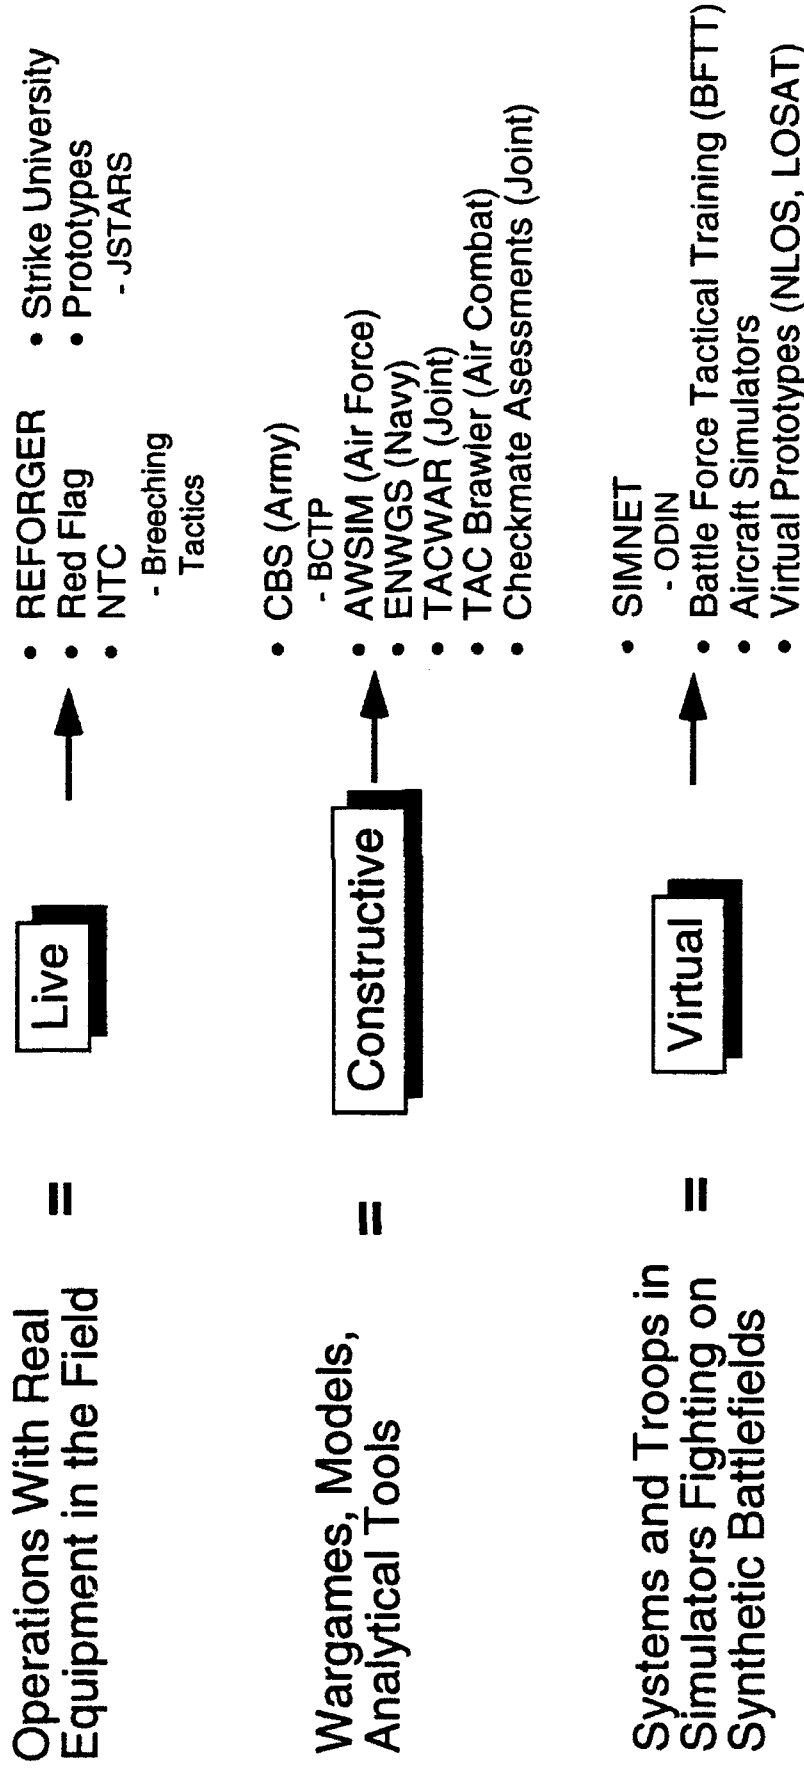 Operations With Real
Equipment in the Field
=
Live
• REFORGER
• Red Flag
• NTC
- Breeching
Tactics
• Strike University
• Prototypes
- JSTARS
Wargames, Models,
Analytical Tools
=
Constructive
• CBS (Army)
- BCTP
• AWSIM (Air Force)
• ENWGS (Navy)
• TACWAR (Joint)
• TAC Brawler (Air Combat)
• Checkmate Asessments (Joint)
Systems and Troops in
Simulators Fighting on
Synthetic Battlefields
=
Virtual
• SIMNET
- ODIN
• Battle Force Tactical Training (BFTT)
• Aircraft Simulators
• Virtual Prototypes (NLOS, LOSAT)